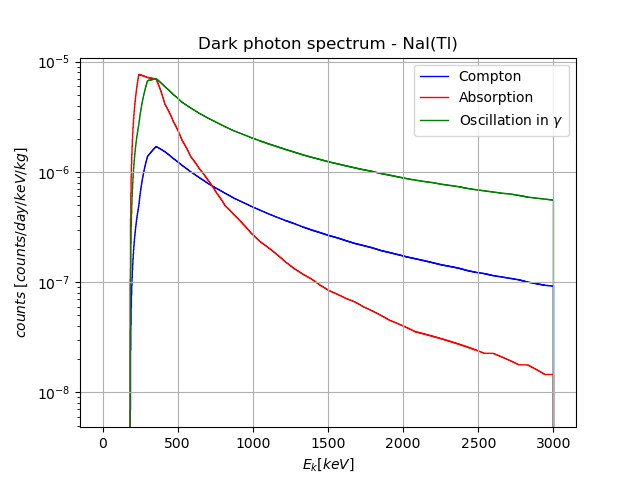 Dark photon spectrum - NaI(Tl)
Compton
Absorption
Oscillation in γ
10⁻⁵
10⁻⁶
10⁻⁷
10⁻⁸
counts [counts/day/keV/kg]
0 500 1000 1500 2000 2500 3000
E_k[keV]